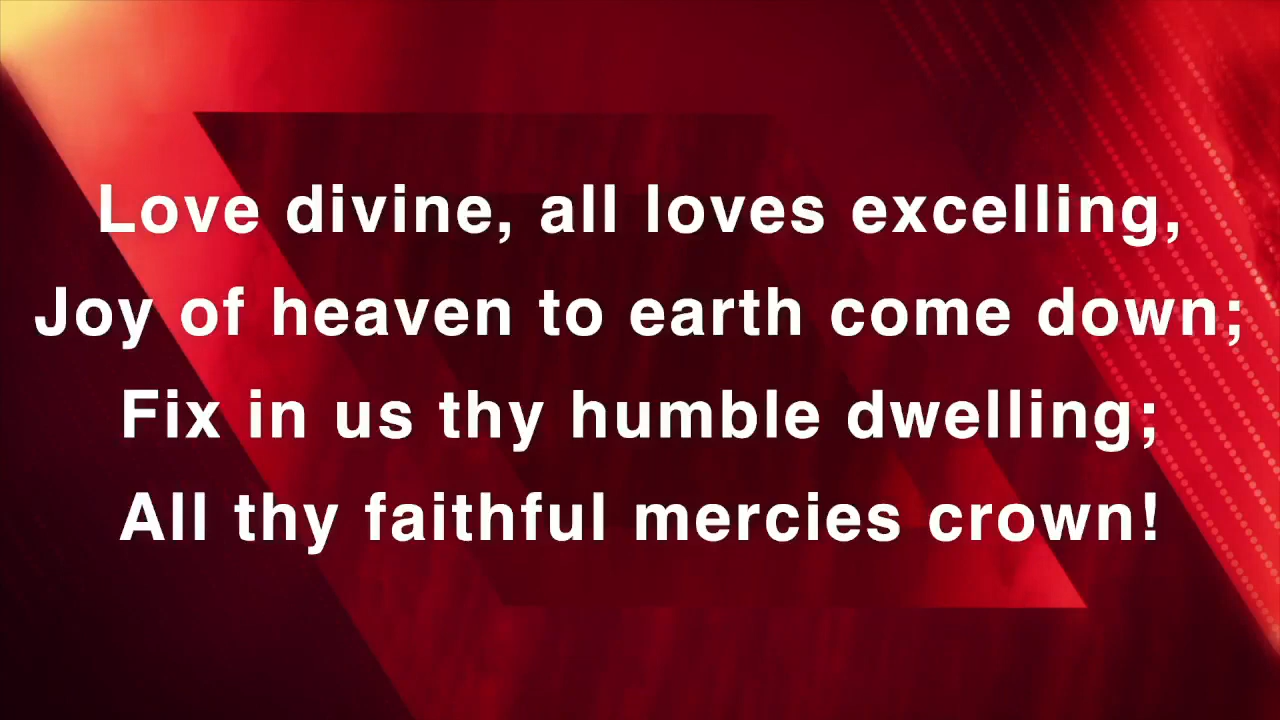 Love divine, all loves excelling,
Joy of heaven to earth come down;
Fix in us thy humble dwelling;
All thy faithful mercies crown!